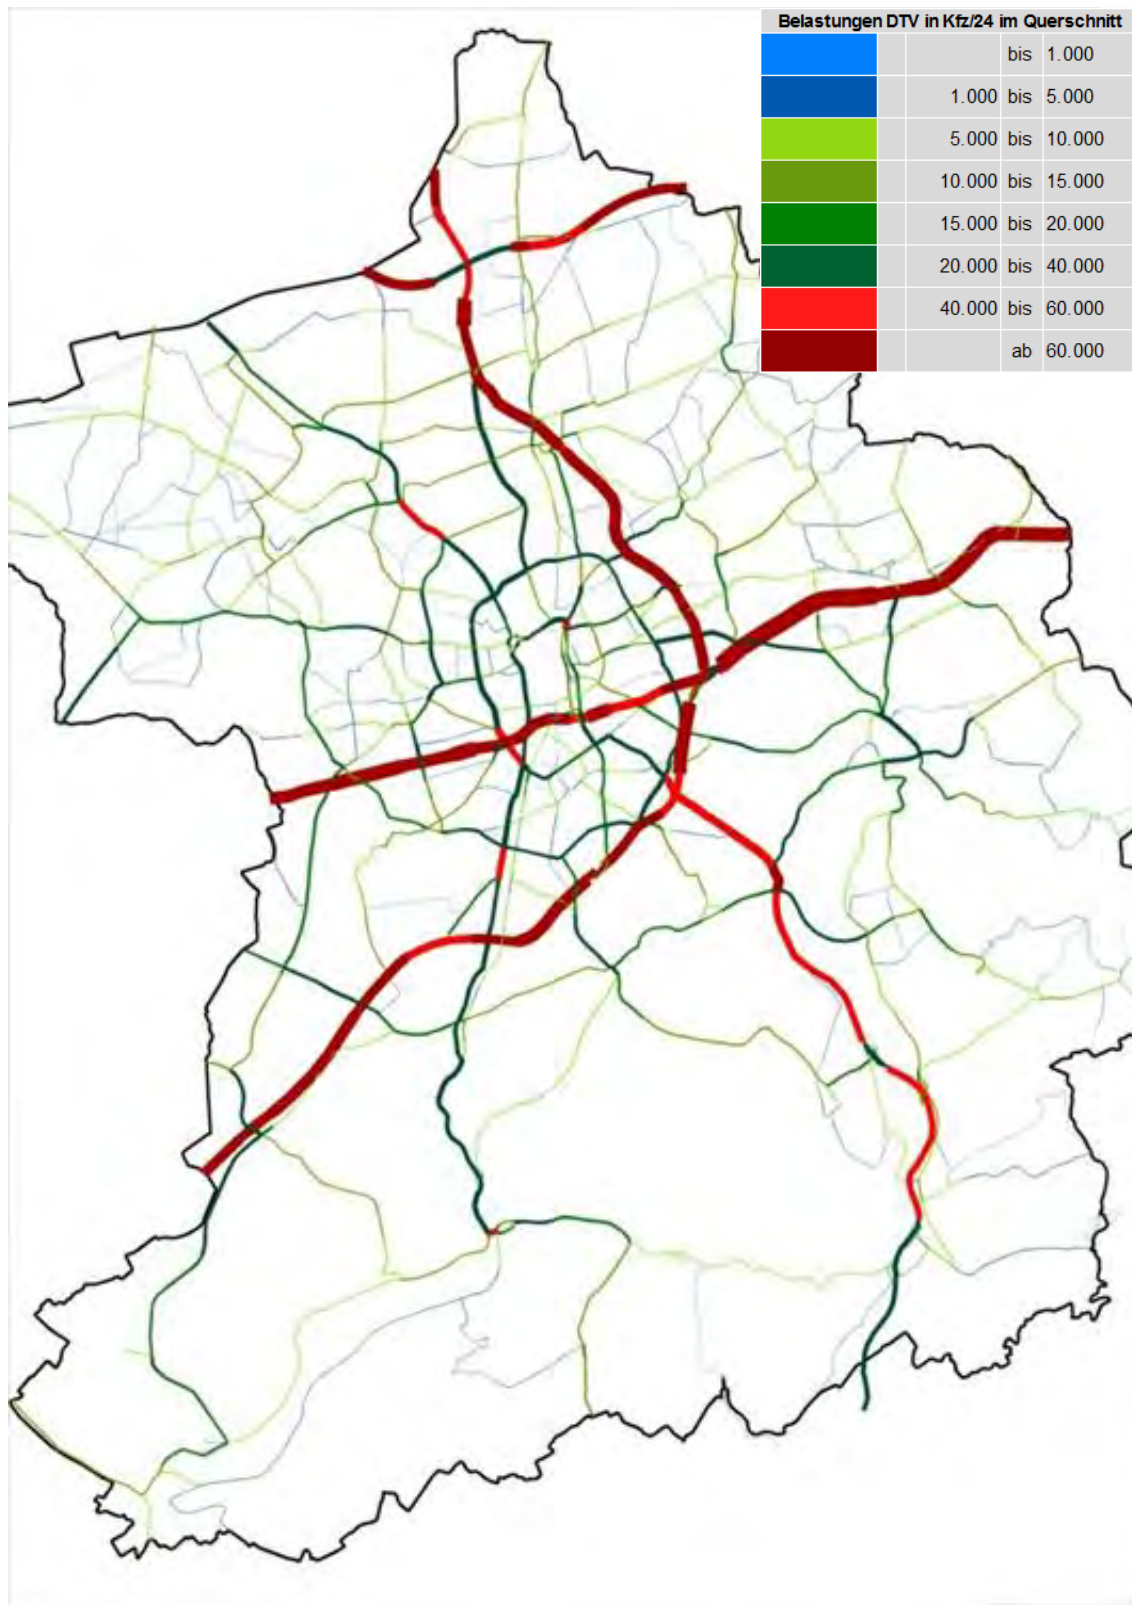 Belastungen DTV in Kfz/24 im Querschnitt
bis 1.000
1.000 bis 5.000
5.000 bis 10.000
10.000 bis 15.000
15.000 bis 20.000
20.000 bis 40.000
40.000 bis 60.000
ab 60.000